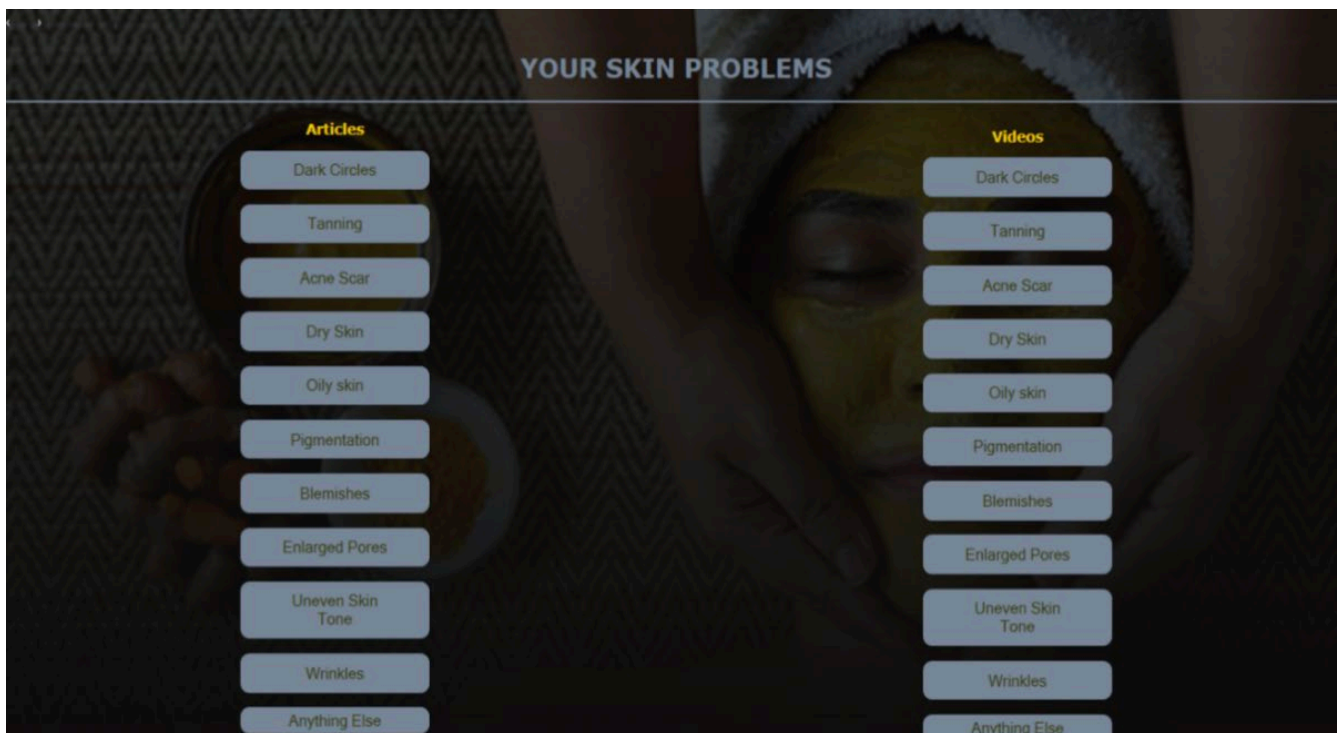 YOUR SKIN PROBLEMS
Articles
Dark Circles
Tanning
Acne Scar
Dry Skin
Oily skin
Pigmentation
Blemishes
Enlarged Pores
Uneven Skin
Tone
Wrinkles
Anything Else
Videos
Dark Circles
Tanning
Acne Scar
Dry Skin
Oily skin
Pigmentation
Blemishes
Enlarged Pores
Uneven Skin
Tone
Wrinkles
Anything Else